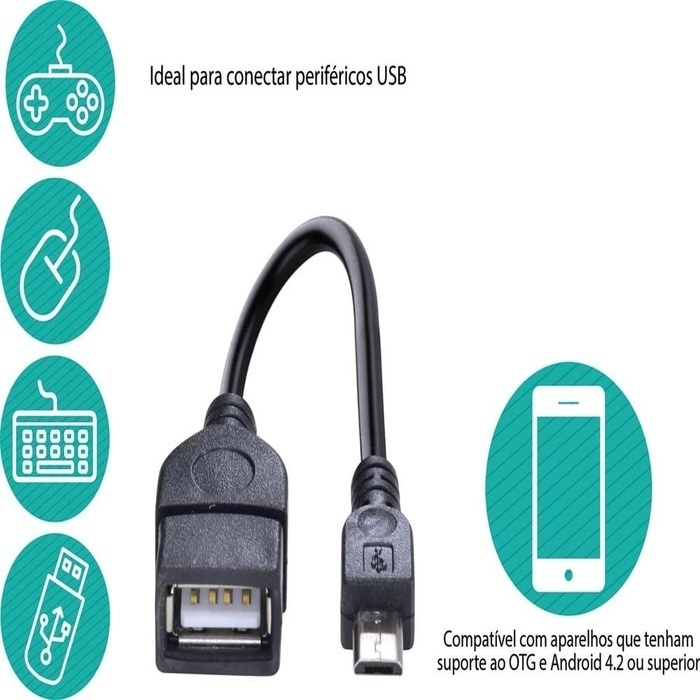 Ideal para conectar periféricos USB
Compatível com aparelhos que tenham
suporte ao OTG e Android 4.2 ou superior